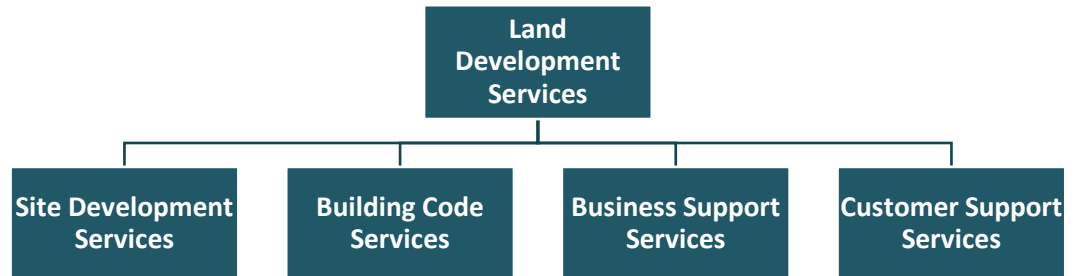 Land
Development
Services
Site Development
Services
Building Code
Services
Business Support
Services
Customer Support
Services